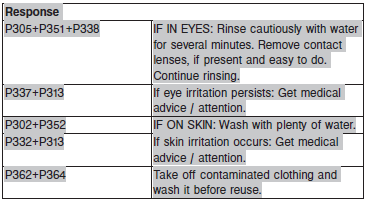 Response
P305+P351+P338 IF IN EYES: Rinse cautiously with water
for several minutes. Remove contact
lenses, if present and easy to do.
Continue rinsing.
P337+P313 If eye irritation persists: Get medical
advice / attention.
P302+P352 IF ON SKIN: Wash with plenty of water.
P332+P313 If skin irritation occurs: Get medical
advice / attention.
P362+P364 Take off contaminated clothing and
wash it before reuse.